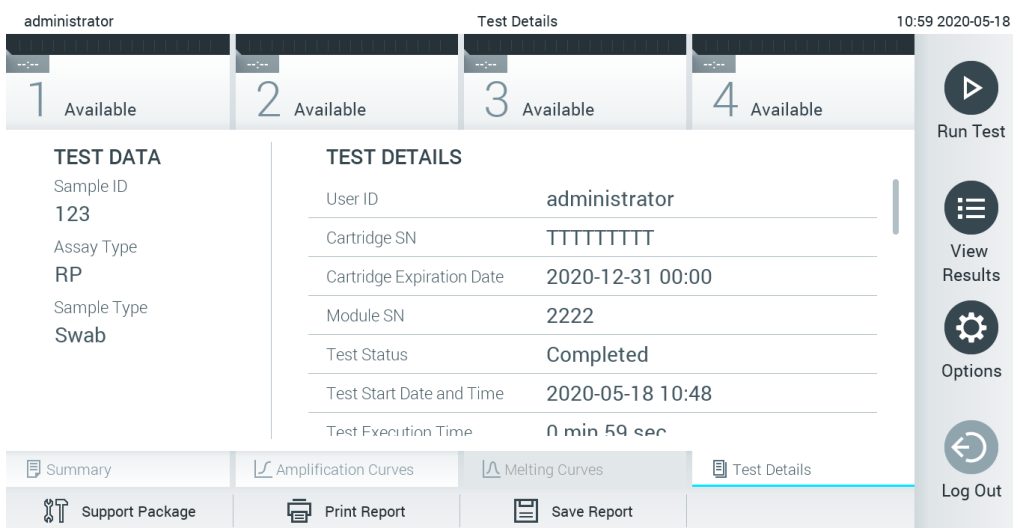 administrator
Test Details
10:59 2020-05-18
--:--
--:--
--:--
--:--
1 Available
2 Available
3 Available
4 Available
Run Test
View
Results
Options
Log Out
TEST DATA
Sample ID
123
Assay Type
RP
Sample Type
Swab
TEST DETAILS
User ID administrator
Cartridge SN TTTTTTTTT
Cartridge Expiration Date 2020-12-31 00:00
Module SN 2222
Test Status Completed
Test Start Date and Time 2020-05-18 10:48
Test Execution Time 0 min 59 sec
Summary
Amplification Curves
Melting Curves
Test Details
Support Package
Print Report
Save Report